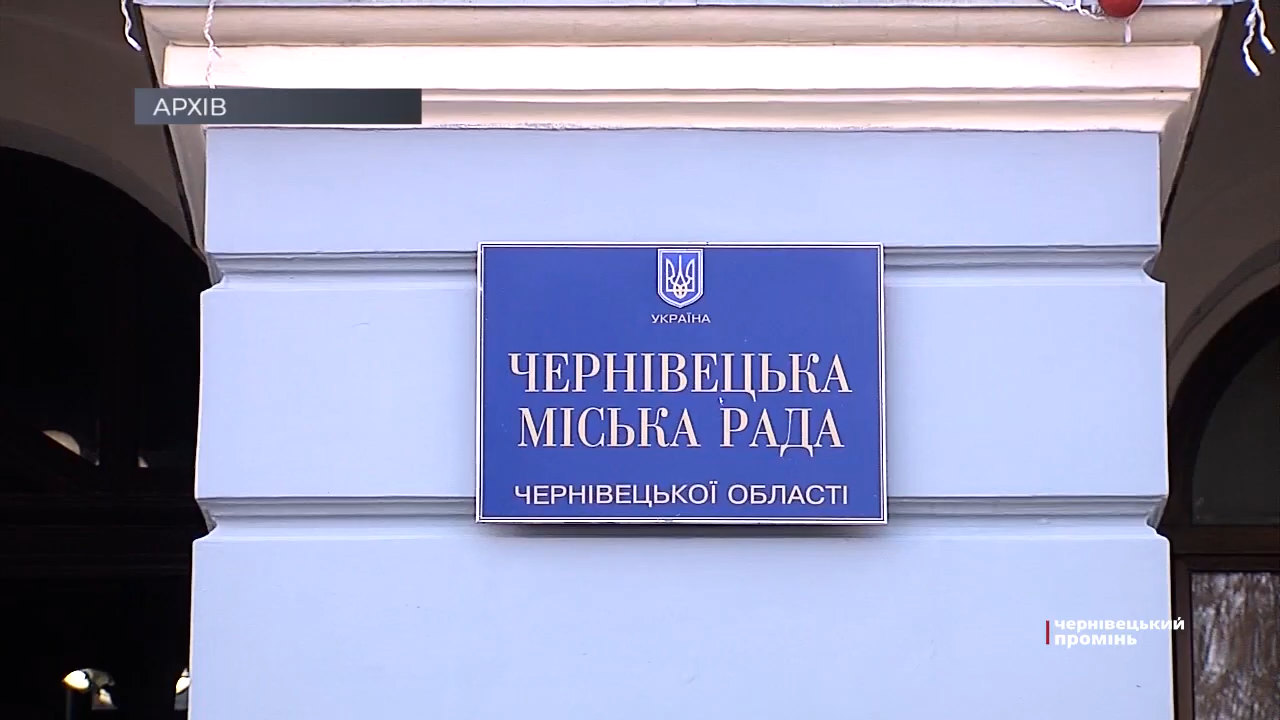 АРХІВ
УКРАЇНА
ЧЕРНІВЕЦЬКА
МІСЬКА РАДА
ЧЕРНІВЕЦЬКОЇ ОБЛАСТІ
чернівецький
промінь